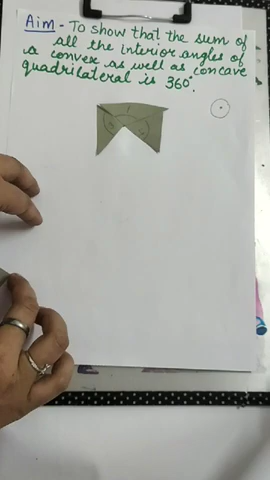 Aim - To show that the sum of
all the interior angles of
a convex as well as concave
quadrilateral is 360°.